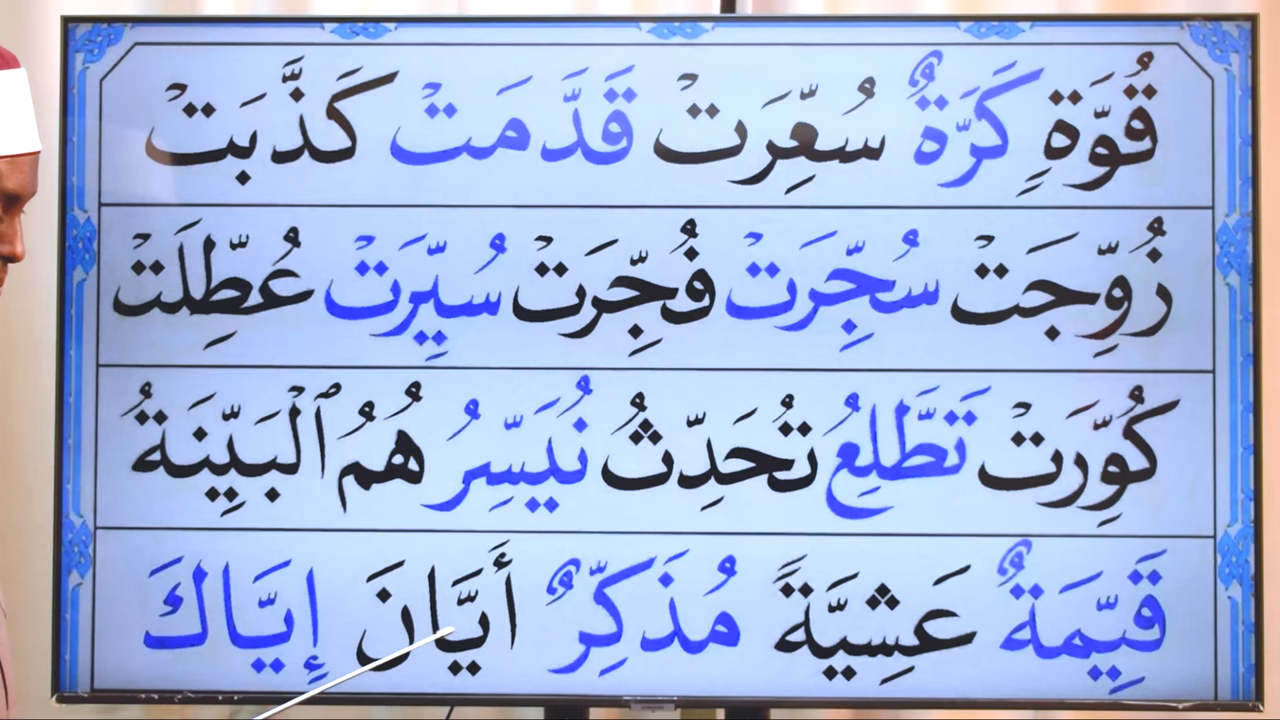 قُوَّةٍ كَرَّةٌ سُعِّرَتْ قَدَّمَتْ كَذَّبَتْ
زُوِّجَتْ سُجِّرَتْ فُجِّرَتْ سُيِّرَتْ عُطِّلَتْ
كُوِّرَتْ تَطَّلِعُ تُحَدِّثُ نُيَسِّرُ هُمُ ٱلْبَيِّنَةُ
قَيِّمَةٌ عَشِيَّةً مُذَكِّرٌ أَيَّانَ إِيَّاكَ